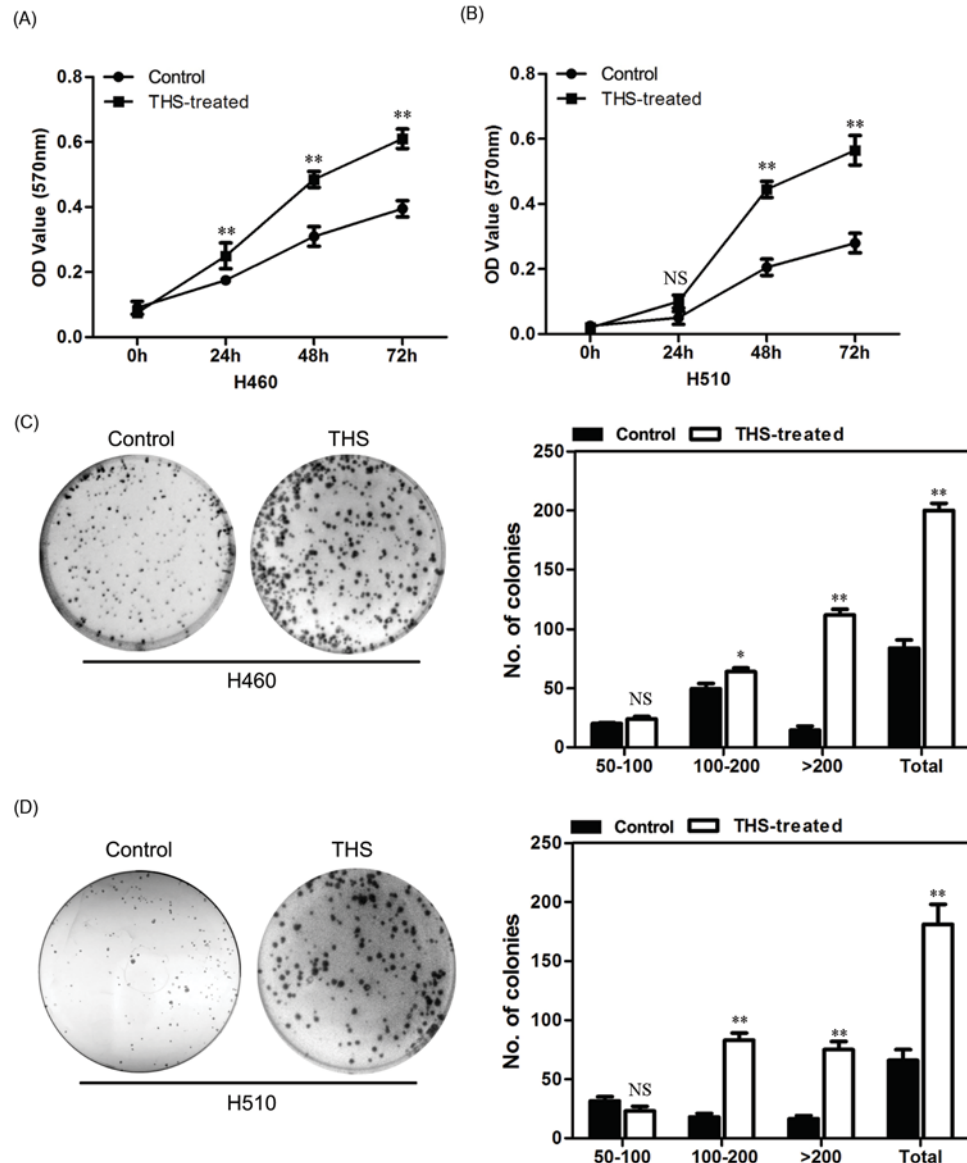 (A)
Control
THS-treated
OD Value (570nm)
0.8
0.6
0.4
0.2
0.0
**
**
**
0h 24h 48h 72h
H460
(B)
Control
THS-treated
OD Value (570nm)
0.8
0.6
0.4
0.2
0.0
NS
**
**
0h 24h 48h 72h
H510
(C)
Control THS
H460
Control THS-treated
No. of colonies
250
200
150
100
50
0
NS
*
**
**
50-100 100-200 >200 Total
(D)
Control THS
H510
Control THS-treated
No. of colonies
250
200
150
100
50
0
NS
**
**
**
50-100 100-200 >200 Total